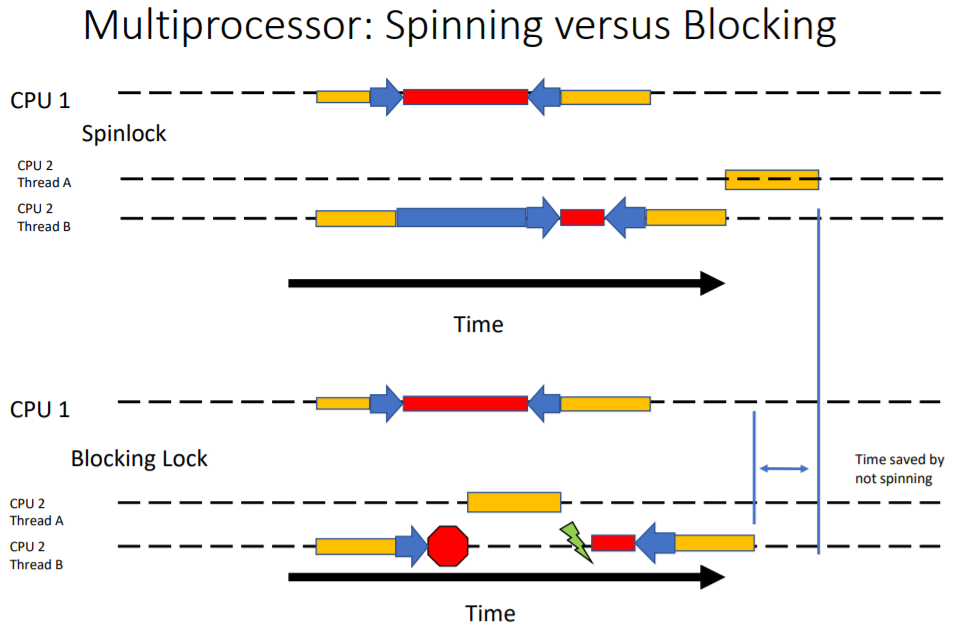 Multiprocessor: Spinning versus Blocking
CPU 1
Spinlock
CPU 2
Thread A
CPU 2
Thread B
Time
CPU 1
Blocking Lock
Time saved by
not spinning
CPU 2
Thread A
CPU 2
Thread B
Time